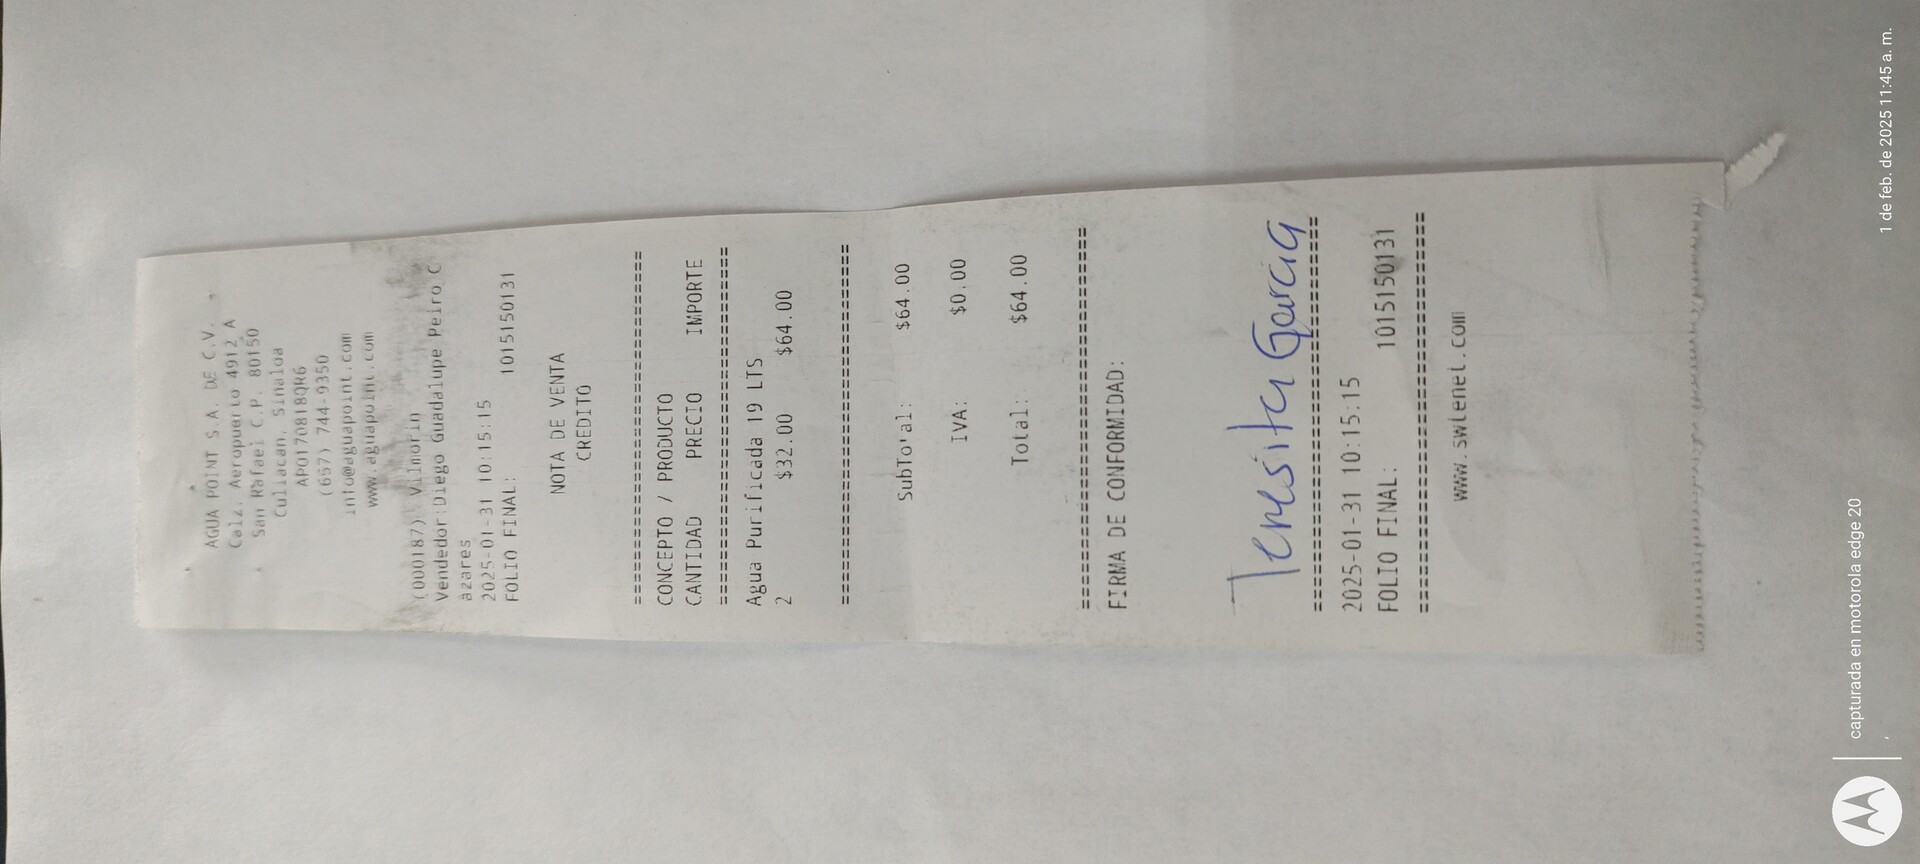 AGUA POINT S.A. DE C.V.
Calz. Aeropuerto 4912 A
San Rafael C.P. 80150
Culiacan, Sinaloa
APO170818QR6
(667) 744-9350
info@aguapoint.com
www.aguapoint.com
(000187) Vilmorin
Vendedor:Diego Guadalupe Peiro C
azares
2025-01-31 10:15:15
FOLIO FINAL: 1015150131
NOTA DE VENTA
CREDITO
================================
CONCEPTO / PRODUCTO
CANTIDAD PRECIO IMPORTE
================================
Agua Purificada 19 LTS
2 $32.00 $64.00
================================
SubTo'al: $64.00
IVA: $0.00
Total: $64.00
================================
FIRMA DE CONFORMIDAD:
Teresita Garcia
================================
2025-01-31 10:15:15
FOLIO FINAL: 1015150131
================================
www.swtenet.com
capturada en motorola edge 20
1 de feb. de 2025 11:45 a. m.